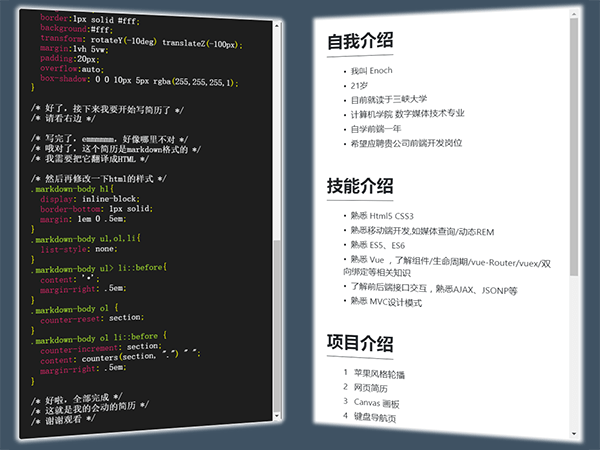 border:1px solid #fff;
background:#fff;
transform: rotateY(-10deg) translateZ(-100px);
margin:1vh 5vw;
padding:20px;
overflow:auto;
box-shadow: 0 0 10px 5px rgba(255,255,255,1);
}
/* 好了，接下来我要开始写简历了 */
/* 请看右边 */
/* 写完了，emmmmmm，好像哪里不对 */
/* 哦对了，这个简历是markdown格式的 */
/* 我需要把它翻译成HTML */
/* 然后再修改一下html的样式 */
.markdown-body h1{
display: inline-block;
border-bottom: 1px solid;
margin: 1em 0 .5em;
}
.markdown-body ul,ol,li{
list-style: none;
}
.markdown-body ul> li::before{
content: '•';
margin-right: .5em;
}
.markdown-body ol {
counter-reset: section;
}
.markdown-body ol li::before {
counter-increment: section;
content: counters(section, ".") " ";
margin-right: .5em;
}
/* 好啦，全部完成 */
/* 这就是我的会动的简历 */
/* 谢谢观看 */
自我介绍
• 我叫 Enoch
• 21岁
• 目前就读于三峡大学
• 计算机学院 数字媒体技术专业
• 自学前端一年
• 希望应聘贵公司前端开发岗位
技能介绍
• 熟悉 Html5 CSS3
• 熟悉移动端开发,如媒体查询/动态REM
• 熟悉 ES5、ES6
• 熟悉 Vue ，了解组件/生命周期/vue-Router/vuex/双
向绑定等相关知识
• 了解前后端接口交互，熟悉AJAX、JSONP等
• 熟悉 MVC设计模式
项目介绍
1 苹果风格轮播
2 网页简历
3 Canvas 画板
4 键盘导航页